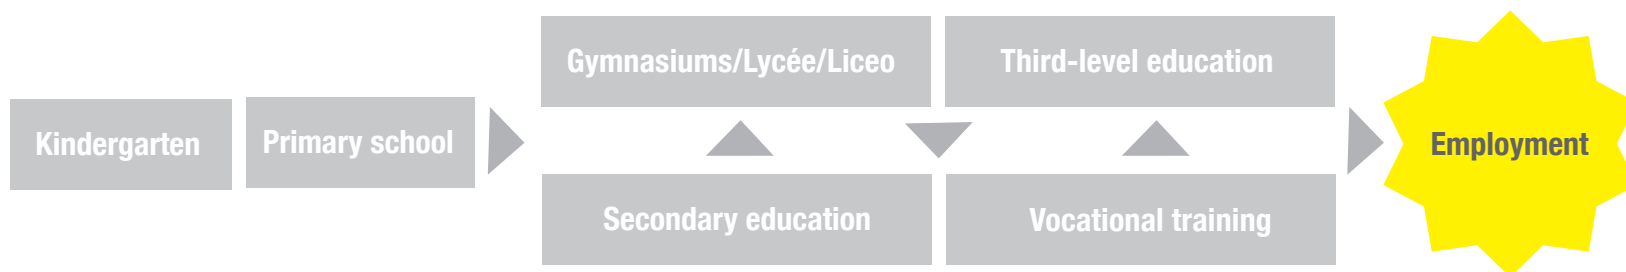 Kindergarten
Primary school
Gymnasiums/Lycée/Liceo
Third-level education
Secondary education
Vocational training
Employment